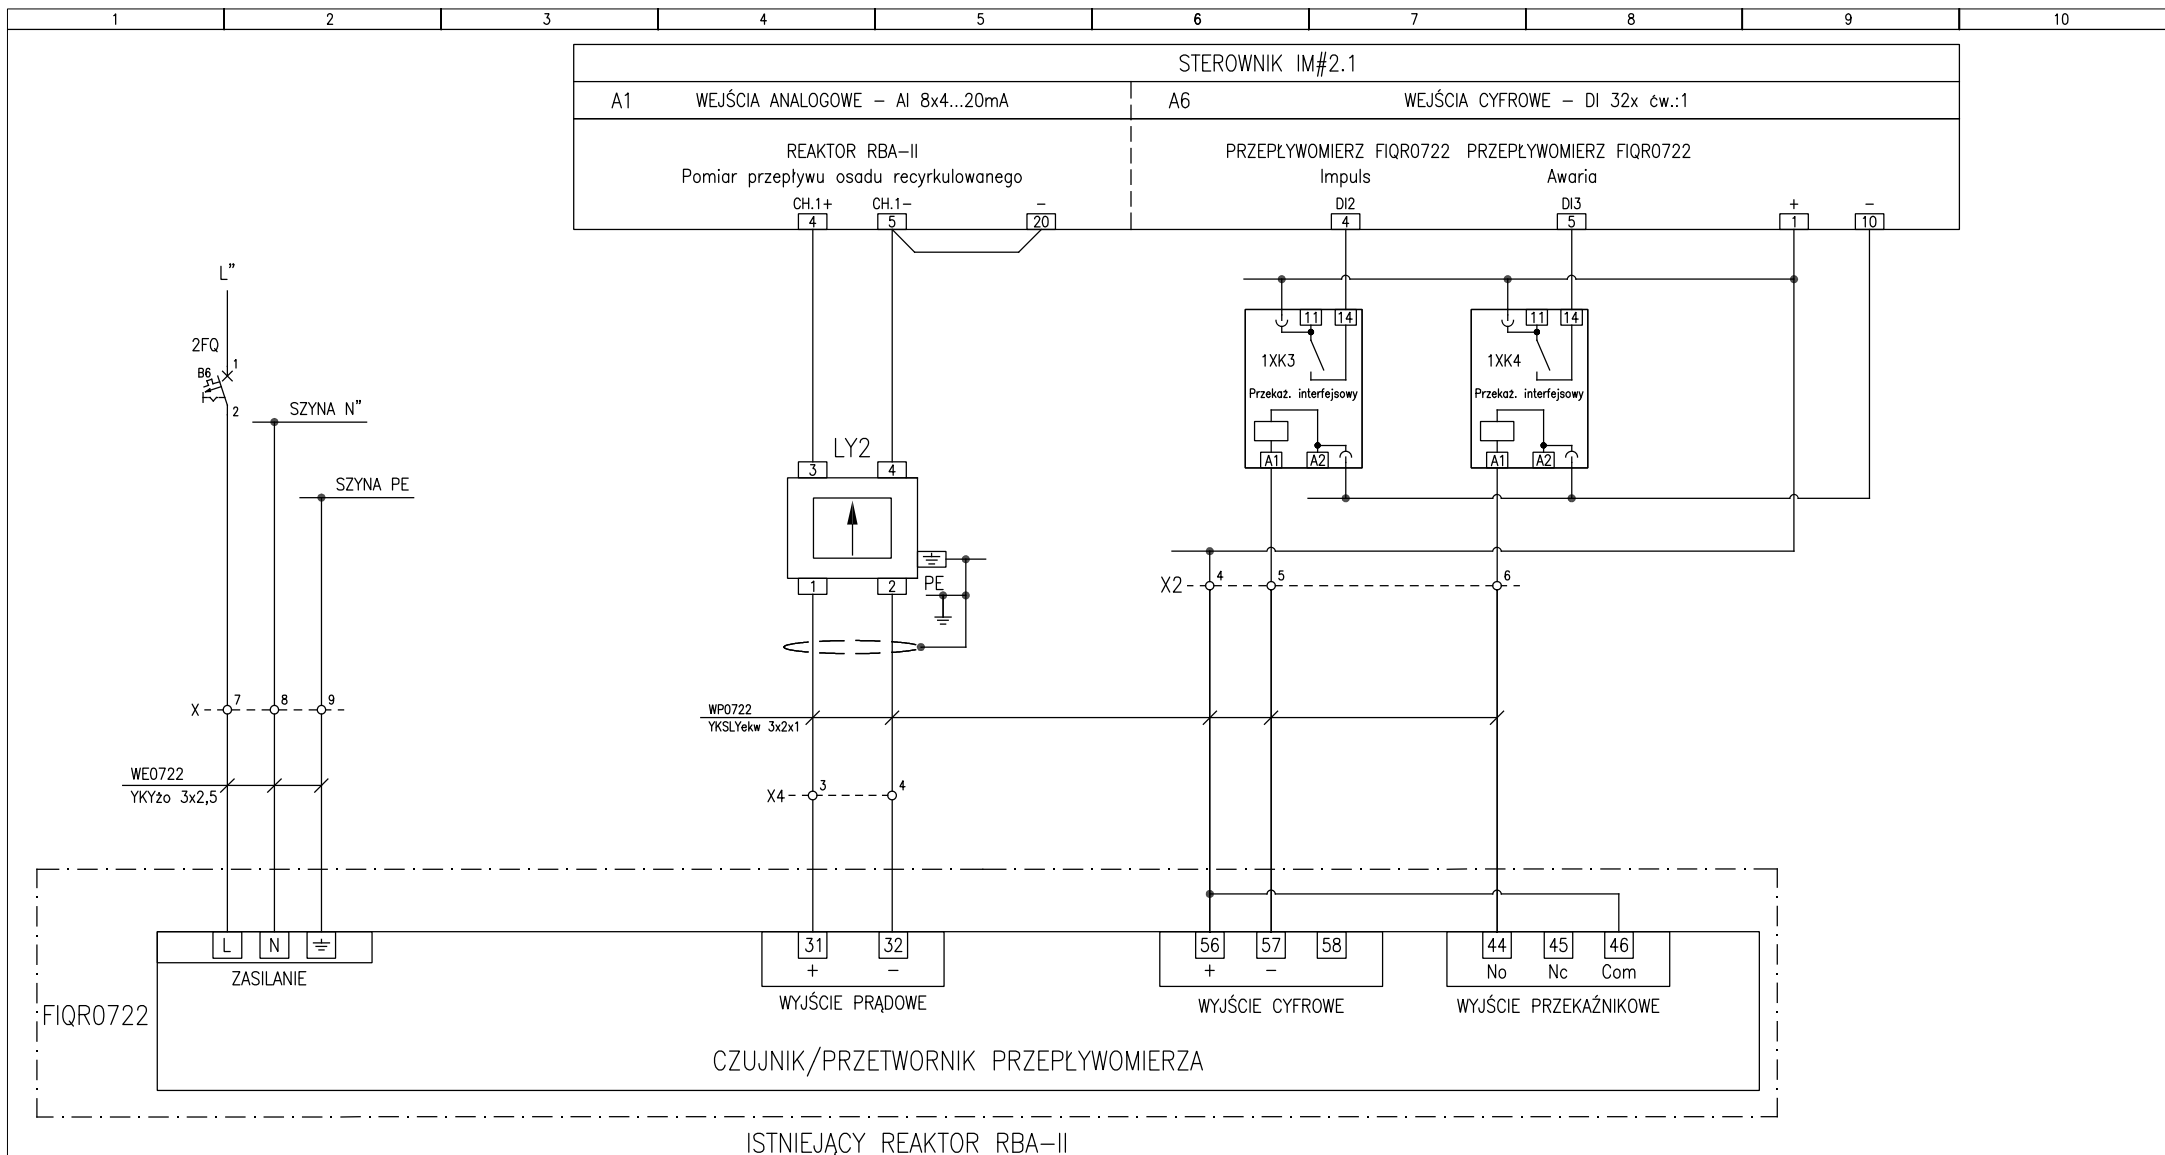 1 2 3 4 5 6 7 8 9 10
STEROWNIK IM#2.1
A1 WEJŚCIA ANALOGOWE – AI 8x4...20mA A6 WEJŚCIA CYFROWE – DI 32x ćw.:1
REAKTOR RBA–II PRZEPŁYWOMIERZ FIQR0722 PRZEPŁYWOMIERZ FIQR0722
Pomiar przepływu osadu recyrkulowanego Impuls Awaria
CH.1+ CH.1– – DI2 DI3 + –
4 5 20 4 5 1 10
L”
11 14 11 14
2FQ
1
1XK3 1XK4
B6
Przekaź. interfejsowy Przekaź. interfejsowy
2
SZYNA N”
LY2
3 4 A1 A2 A1 A2
SZYNA PE
1 2 PE
X2 4 5 6
X 7 8 9
WP0722
YKSLYekw 3x2x1
WE0722
YKYżo 3x2,5
X4 3 4
L N 31 32 56 57 58 44 45 46
+ – + – No Nc Com
ZASILANIE
WYJŚCIE PRĄDOWE WYJŚCIE CYFROWE WYJŚCIE PRZEKAŹNIKOWE
FIQR0722
CZUJNIK/PRZETWORNIK PRZEPŁYWOMIERZA
ISTNIEJĄCY REAKTOR RBA–II